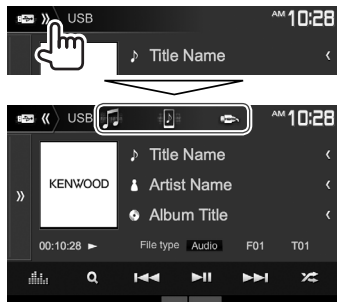 USB AM 10:28
Title Name
USB AM 10:28
Title Name
KENWOOD Artist Name
Album Title
00:10:28 File type Audio F01 T01